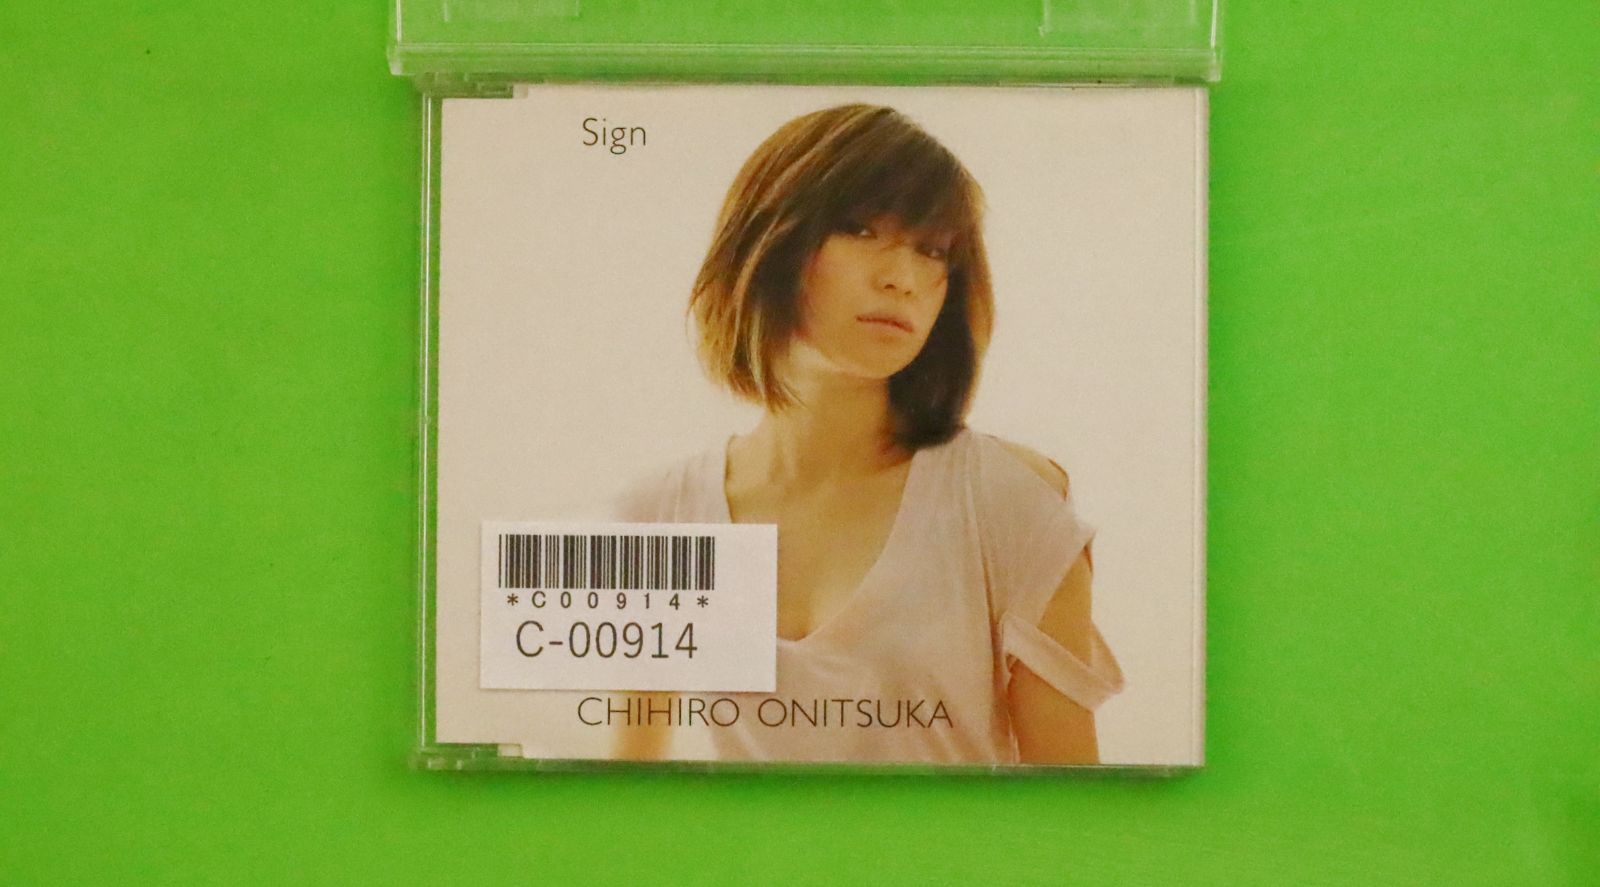 Sign
*C00914*
C-00914
CHIHIRO ONITSUKA